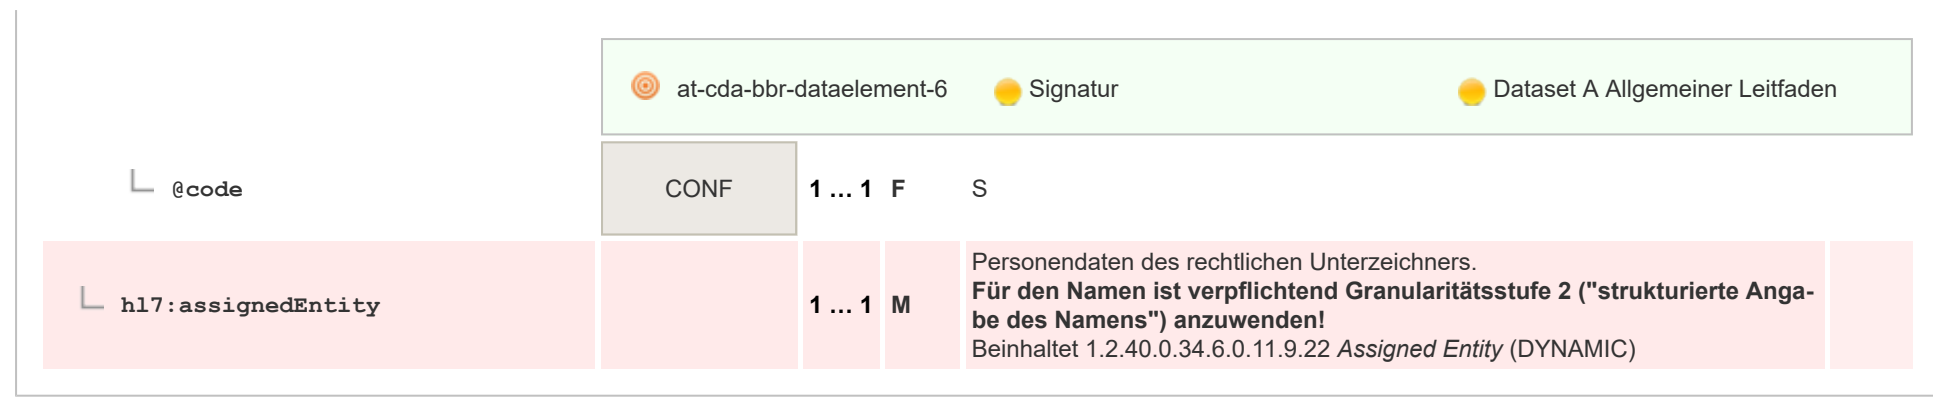 at-cda-bbr-dataelement-6 Signatur Dataset A Allgemeiner Leitfaden
@code CONF 1 … 1 F S
hl7:assignedEntity 1 … 1 M
Personendaten des rechtlichen Unterzeichners.
Für den Namen ist verpflichtend Granularitätsstufe 2 ("strukturierte Anga-
be des Namens") anzuwenden!
Beinhaltet 1.2.40.0.34.6.0.11.9.22 Assigned Entity (DYNAMIC)